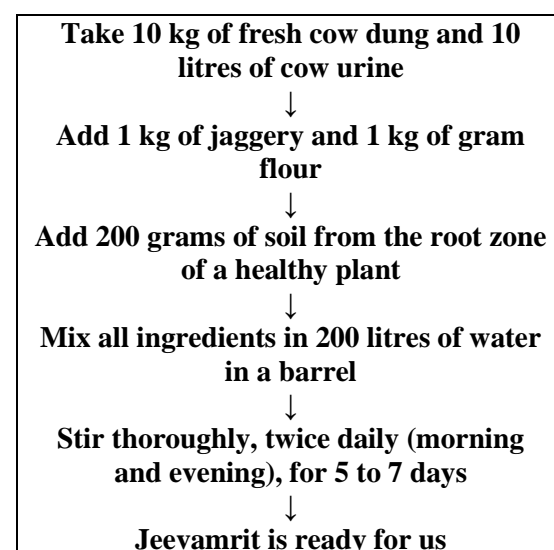 Take 10 kg of fresh cow dung and 10
litres of cow urine
↓
Add 1 kg of jaggery and 1 kg of gram
flour
↓
Add 200 grams of soil from the root zone
of a healthy plant
↓
Mix all ingredients in 200 litres of water
in a barrel
↓
Stir thoroughly, twice daily (morning
and evening), for 5 to 7 days
↓
Jeevamrit is ready for us